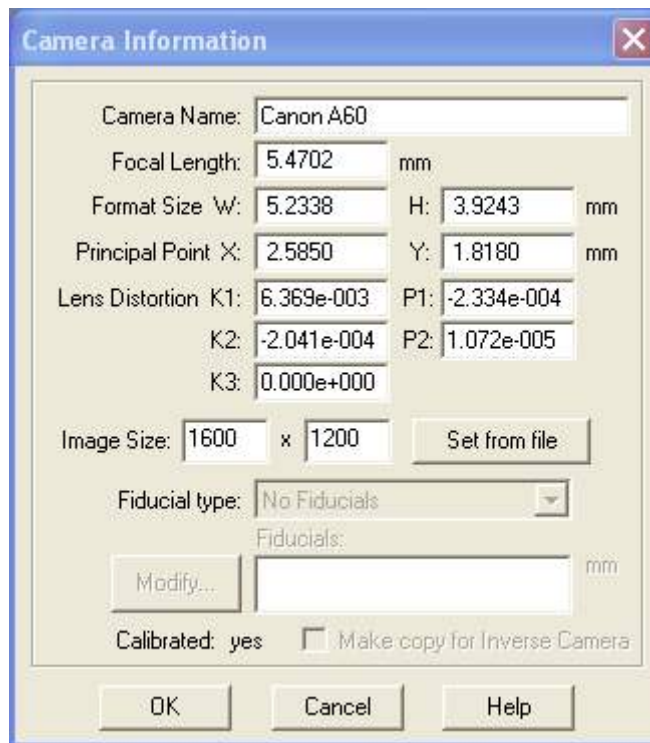 Camera Information
Camera Name: Canon A60
Focal Length: 5.4702 mm
Format Size W: 5.2338 H: 3.9243 mm
Principal Point X: 2.5850 Y: 1.8180 mm
Lens Distortion K1: 6.369e-003 P1: -2.334e-004
K2: -2.041e-004 P2: 1.072e-005
K3: 0.000e+000
Image Size: 1600 x 1200 Set from file
Fiducial type: No Fiducials
Fiducials:
Modify... mm
Calibrated: yes Make copy for Inverse Camera
OK Cancel Help